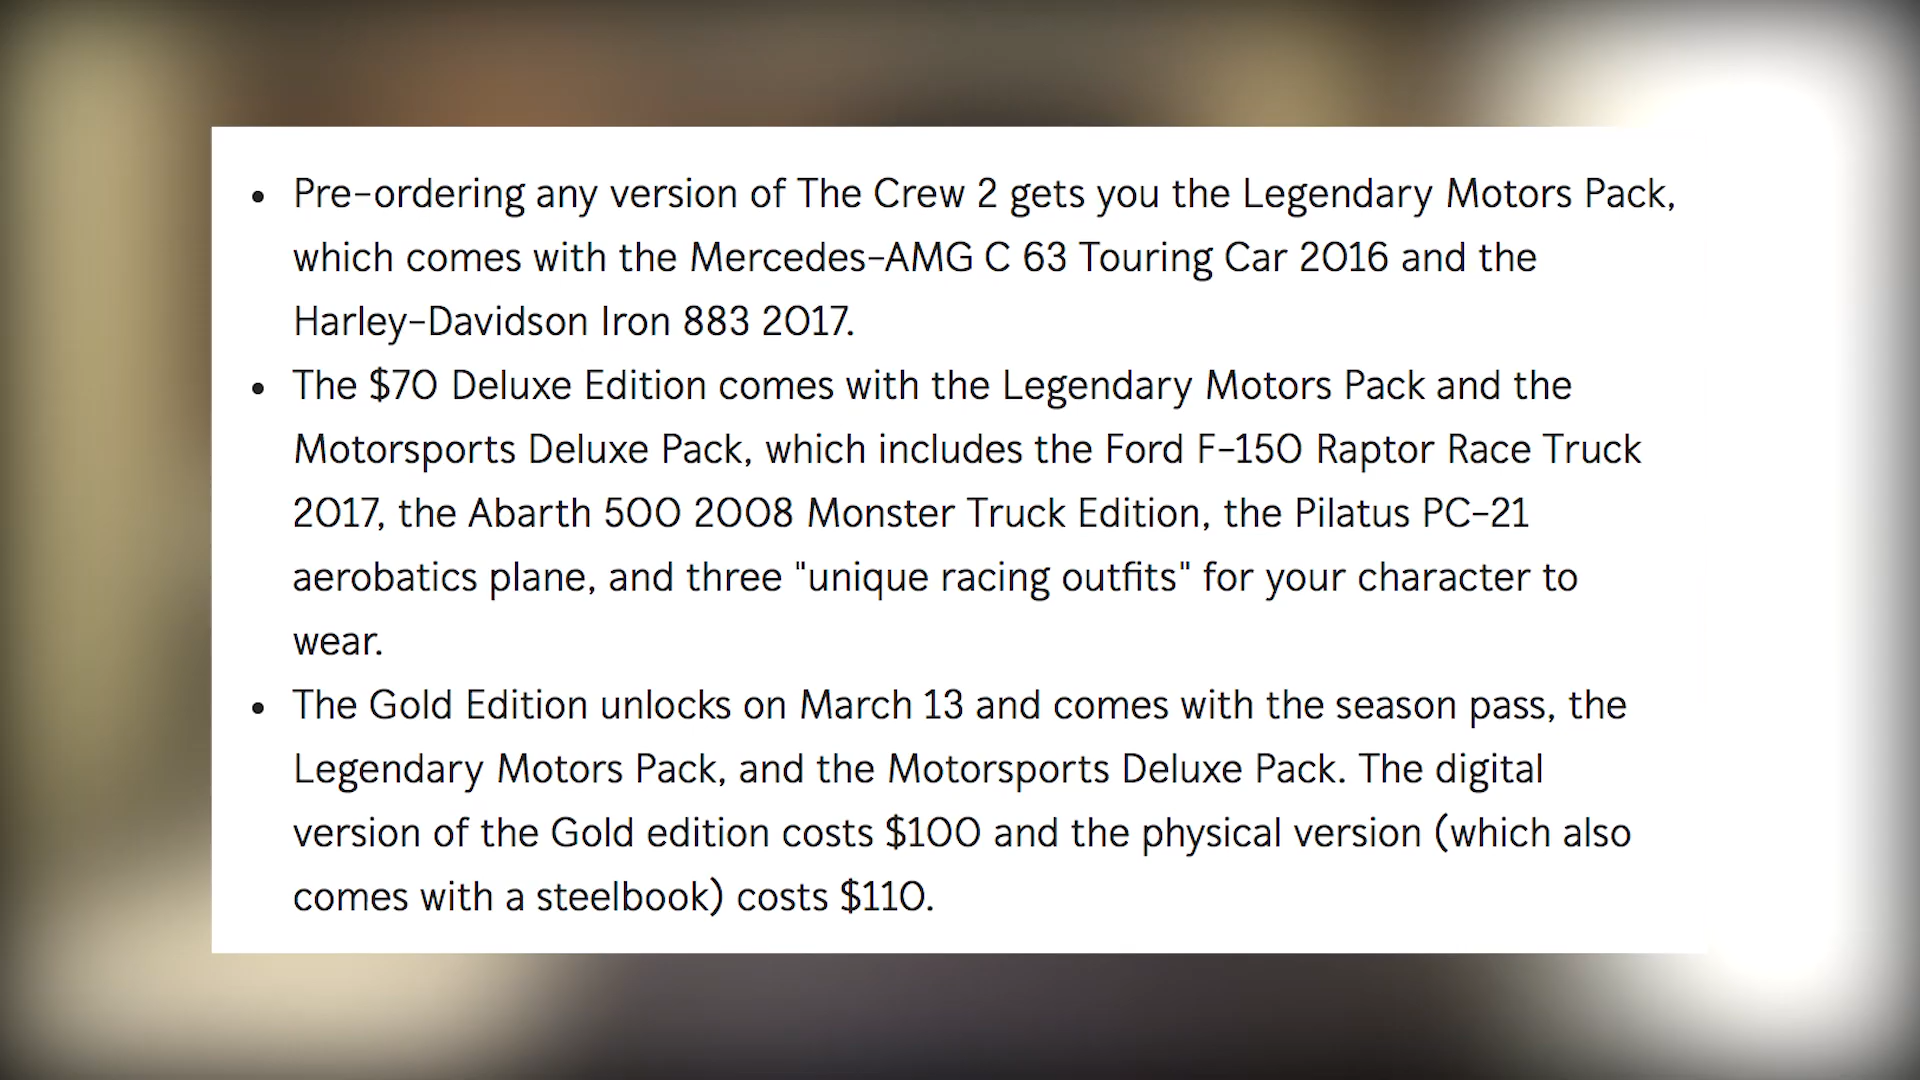 • Pre-ordering any version of The Crew 2 gets you the Legendary Motors Pack,
which comes with the Mercedes-AMG C 63 Touring Car 2016 and the
Harley-Davidson Iron 883 2017.
• The $70 Deluxe Edition comes with the Legendary Motors Pack and the
Motorsports Deluxe Pack, which includes the Ford F-150 Raptor Race Truck
2017, the Abarth 500 2008 Monster Truck Edition, the Pilatus PC-21
aerobatics plane, and three "unique racing outfits" for your character to
wear.
• The Gold Edition unlocks on March 13 and comes with the season pass, the
Legendary Motors Pack, and the Motorsports Deluxe Pack. The digital
version of the Gold edition costs $100 and the physical version (which also
comes with a steelbook) costs $110.